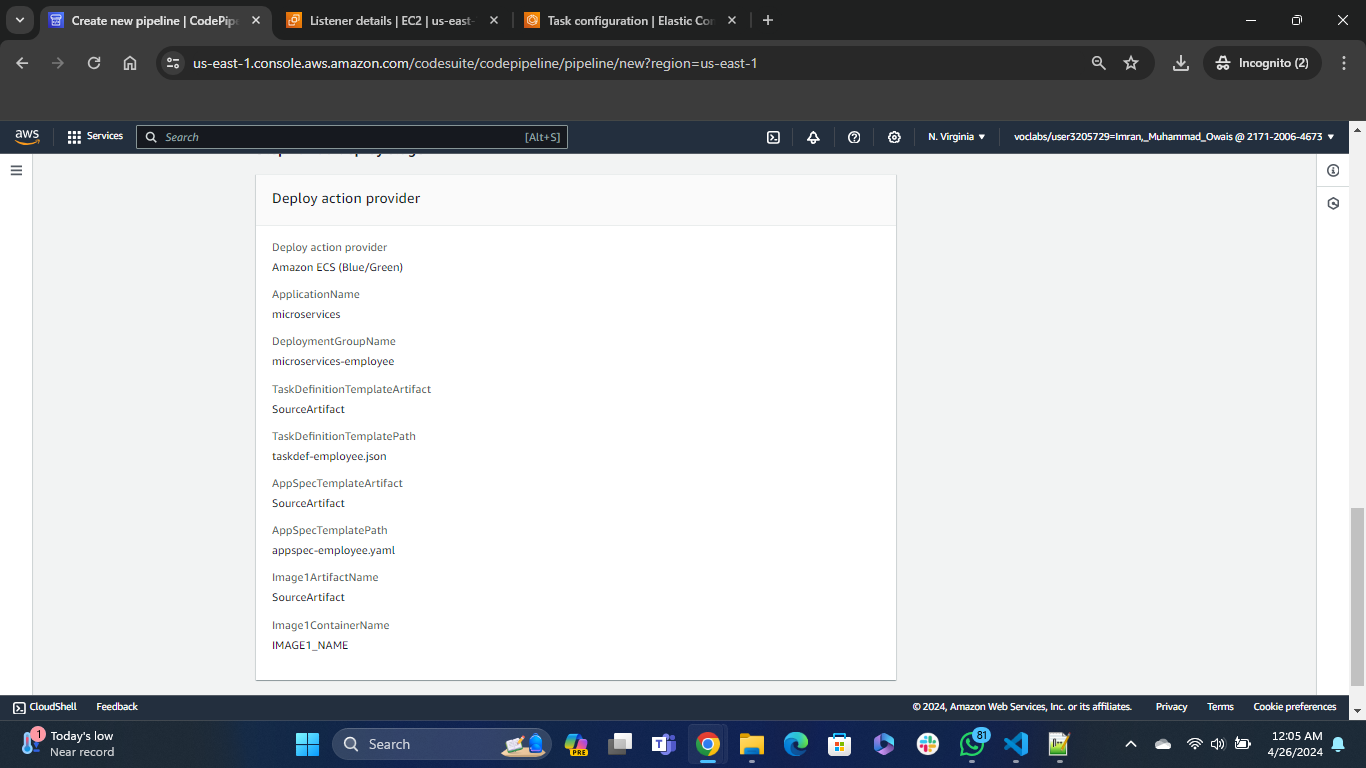 Create new pipeline | CodePipe
Listener details | EC2 | us-east-
Task configuration | Elastic Con
us-east-1.console.aws.amazon.com/codesuite/codepipeline/pipeline/new?region=us-east-1
Incognito (2)
aws
Services
Search
[Alt+S]
N. Virginia
voclabs/user3205729=Imran,_Muhammad_Owais @ 2171-2006-4673
Deploy action provider
Deploy action provider
Amazon ECS (Blue/Green)
ApplicationName
microservices
DeploymentGroupName
microservices-employee
TaskDefinitionTemplateArtifact
SourceArtifact
TaskDefinitionTemplatePath
taskdef-employee.json
AppSpecTemplateArtifact
SourceArtifact
AppSpecTemplatePath
appspec-employee.yaml
Image1ArtifactName
SourceArtifact
Image1ContainerName
IMAGE1_NAME
CloudShell
Feedback
© 2024, Amazon Web Services, Inc. or its affiliates.
Privacy
Terms
Cookie preferences
1
Today's low
Near record
Search
PRE
81
12:05 AM
4/26/2024